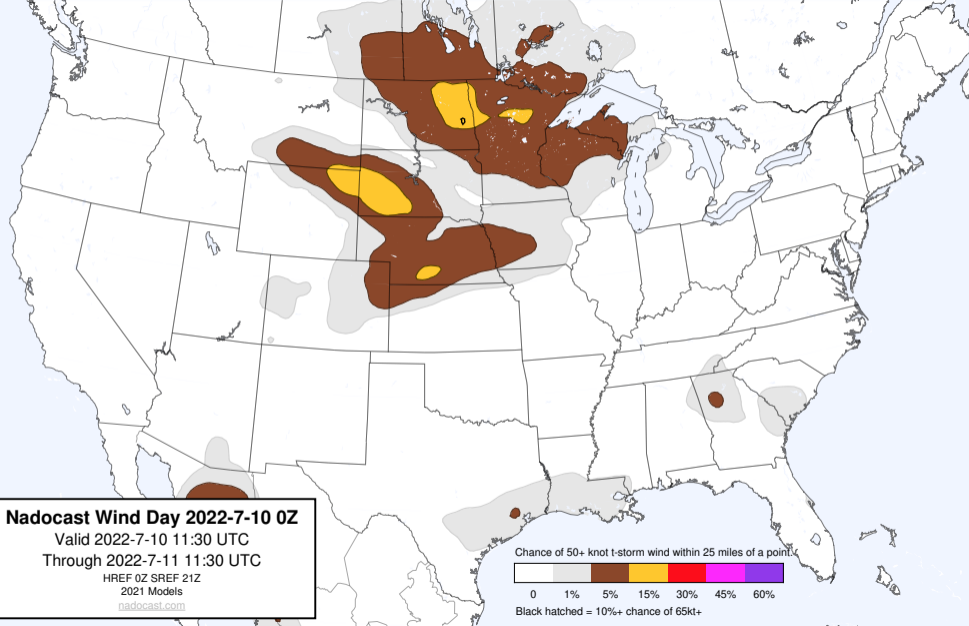 Nadocast Wind Day 2022-7-10 0Z
Valid 2022-7-10 11:30 UTC
Through 2022-7-11 11:30 UTC
HREF 0Z SREF 21Z
2021 Models
nadocast.com
Chance of 50+ knot t-storm wind within 25 miles of a point.
0 1% 5% 15% 30% 45% 60%
Black hatched = 10%+ chance of 65kt+